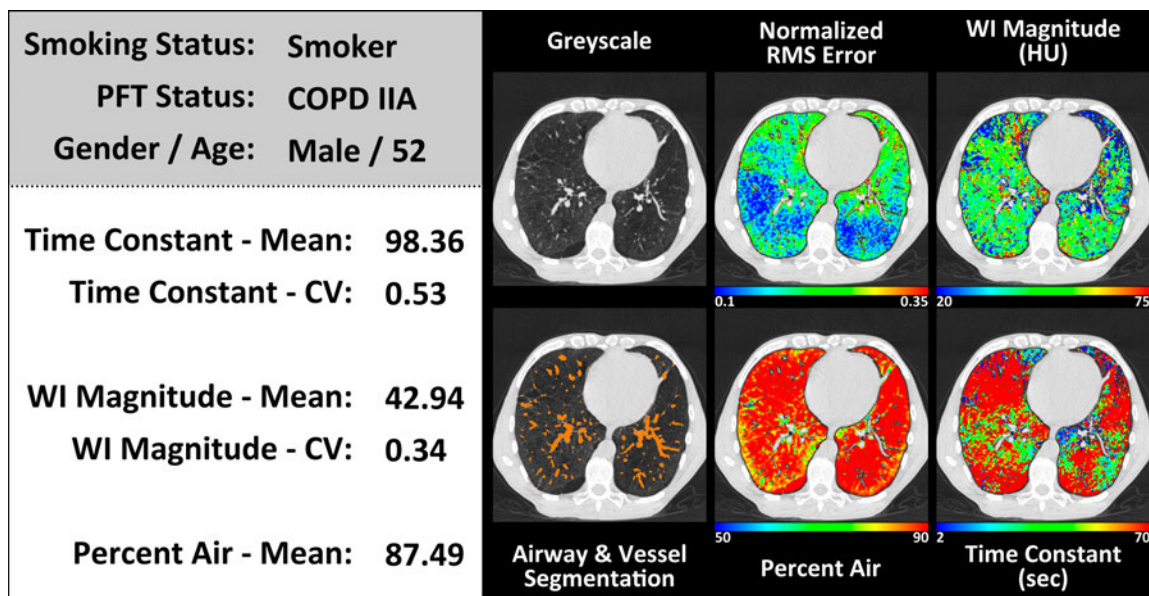 Smoking Status: Smoker
PFT Status: COPD IIA
Gender / Age: Male / 52
Time Constant - Mean: 98.36
Time Constant - CV: 0.53
WI Magnitude - Mean: 42.94
WI Magnitude - CV: 0.34
Percent Air - Mean: 87.49
Greyscale
Normalized
RMS Error
WI Magnitude
(HU)
0.1 0.35
20 75
50 90
2 70
Airway & Vessel
Segmentation
Percent Air
Time Constant
(sec)